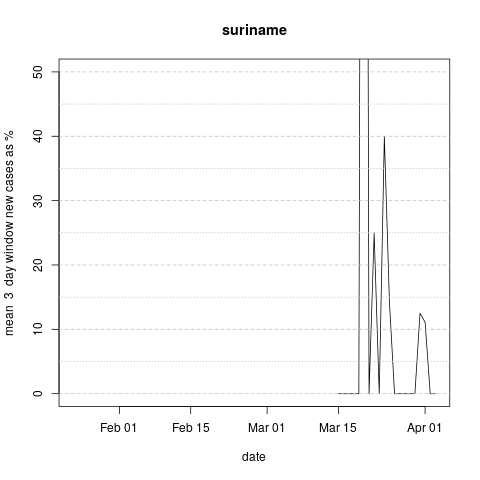 suriname
mean 3 day window new cases as %
50
40
30
20
10
0
Feb 01
Feb 15
Mar 01
Mar 15
Apr 01
date